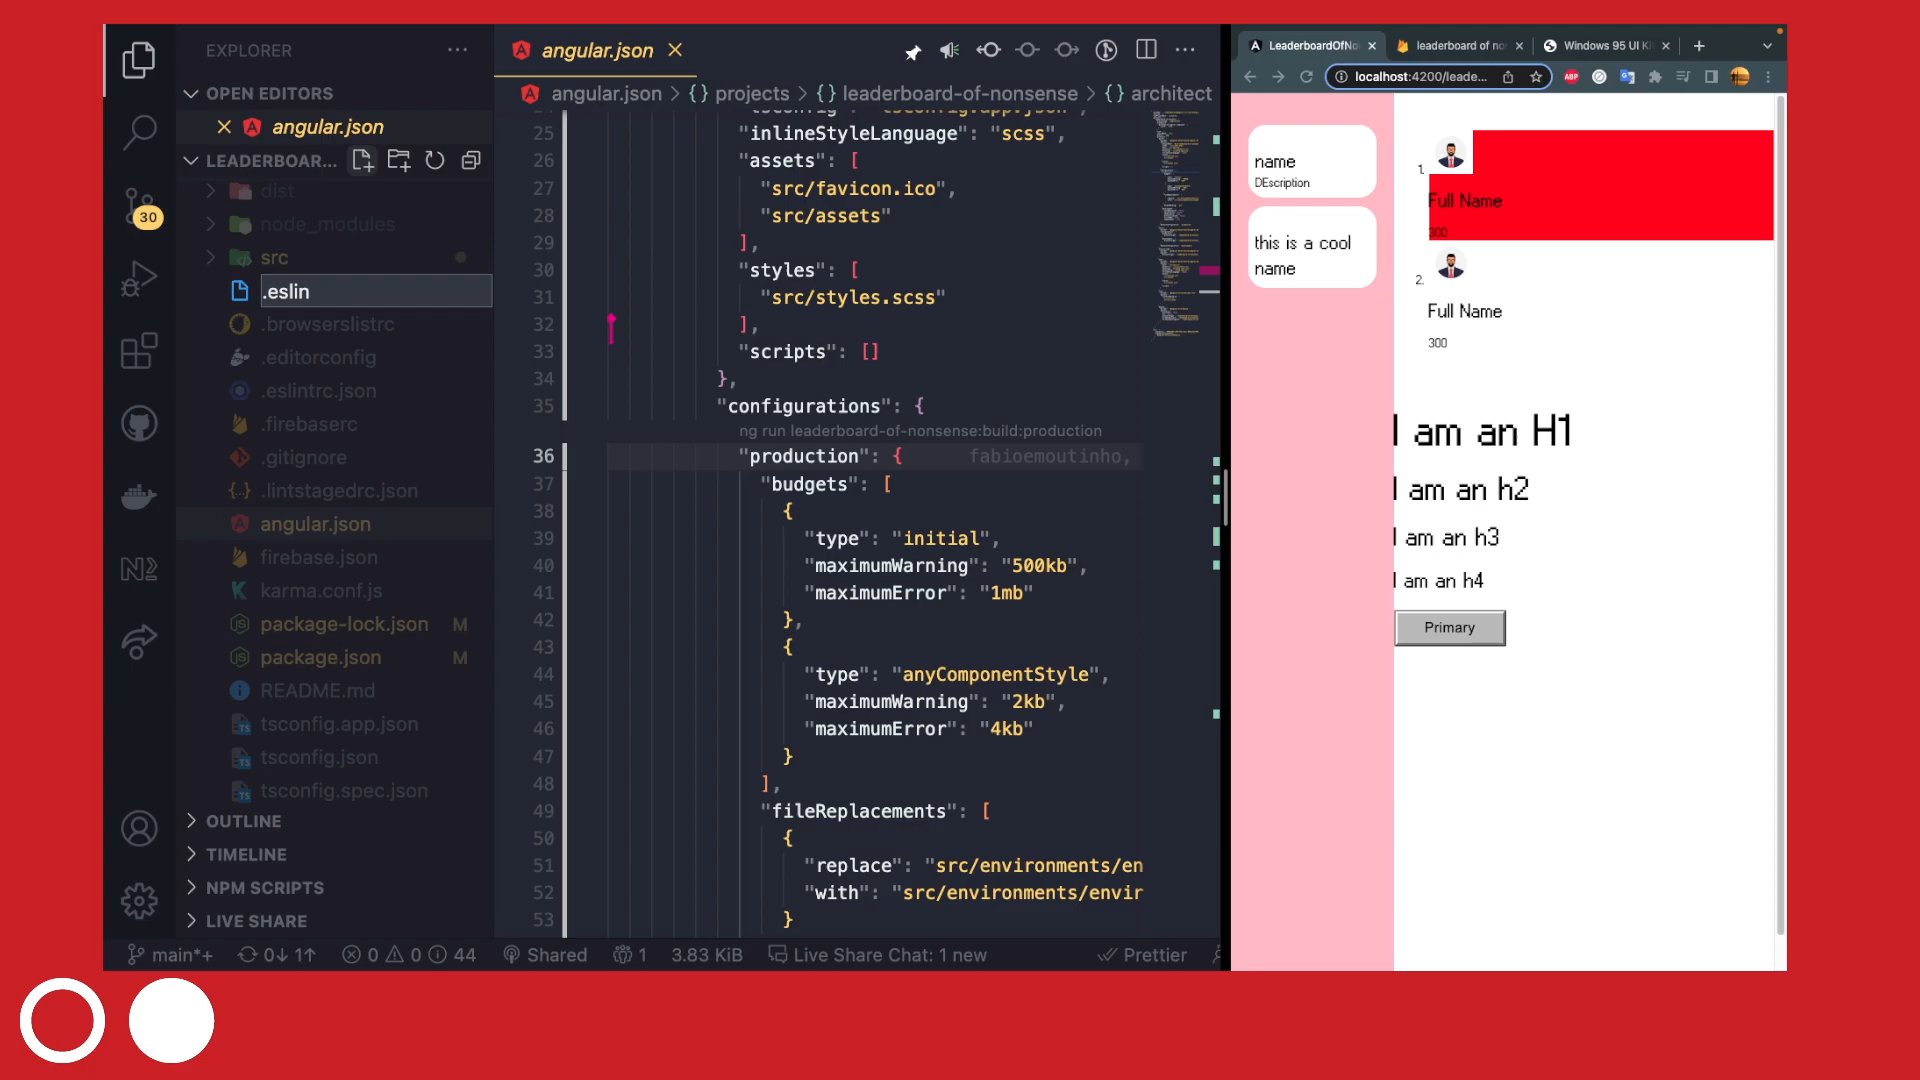 EXPLORER
OPEN EDITORS
angular.json
LEADERBOAR...
dist
node_modules
src
.eslin
.browserslistrc
.editorconfig
.eslintrc.json
.firebaserc
.gitignore
.lintstagedrc.json
angular.json
firebase.json
karma.conf.js
package-lock.json M
package.json M
README.md
tsconfig.app.json
tsconfig.json
tsconfig.spec.json
OUTLINE
TIMELINE
NPM SCRIPTS
LIVE SHARE
30
angular.json
angular.json > {} projects > {} leaderboard-of-nonsense > {} architect
25 "inlineStyleLanguage": "scss",
26 "assets": [
27 "src/favicon.ico",
28 "src/assets"
29 ],
30 "styles": [
31 "src/styles.scss"
32 ],
33 "scripts": []
34 },
35 "configurations": {
ng run leaderboard-of-nonsense:build:production
36 "production": { fabioemoutinho,
37 "budgets": [
38 {
39 "type": "initial",
40 "maximumWarning": "500kb",
41 "maximumError": "1mb"
42 },
43 {
44 "type": "anyComponentStyle",
45 "maximumWarning": "2kb",
46 "maximumError": "4kb"
47 }
48 ],
49 "fileReplacements": [
50 {
51 "replace": "src/environments/en
52 "with": "src/environments/envir
53 }
main*+ 0↓ 1↑ 0 0 44 Shared 1 3.83 KiB Live Share Chat: 1 new Prettier
LeaderboardOfNo
leaderboard of no
Windows 95 UI Ki
localhost:4200/leade...
ABP
name
DEscription
this is a cool
name
1.
Full Name
300
2.
Full Name
300
I am an H1
I am an h2
I am an h3
I am an h4
Primary